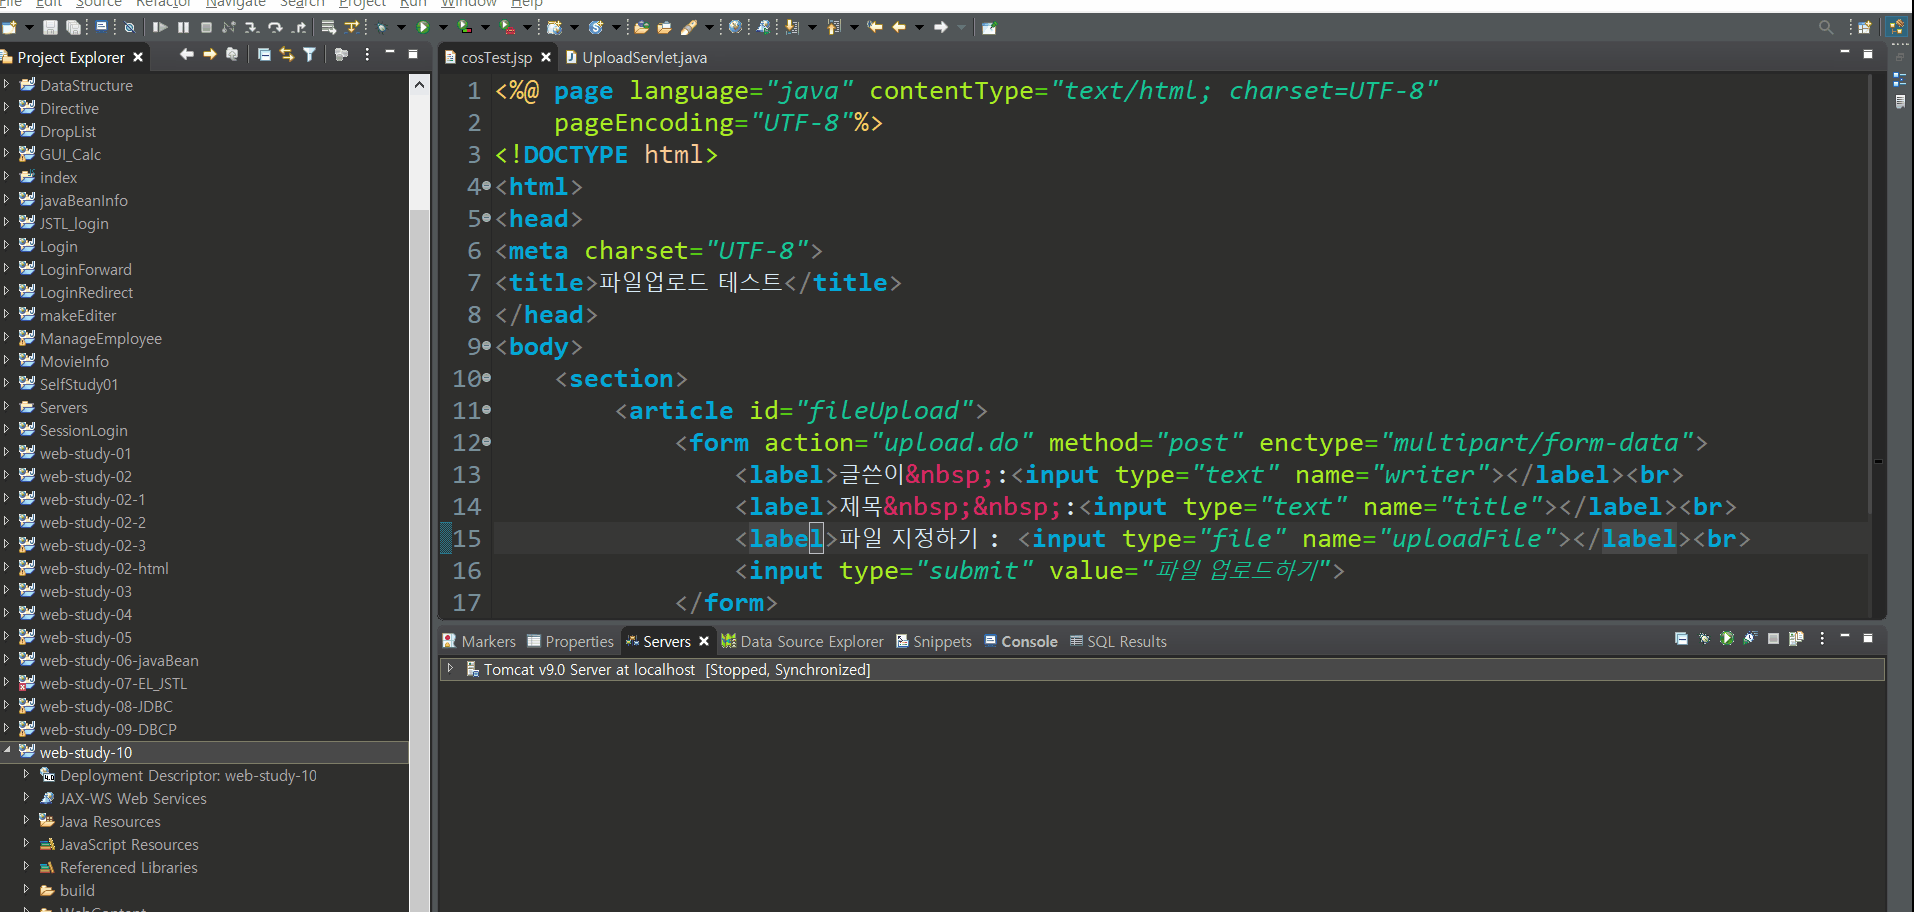 File Edit Source Refactor Navigate Search Project Run Window Help
Project Explorer
DataStructure
Directive
DropList
GUI_Calc
index
javaBeanInfo
JSTL_login
Login
LoginForward
LoginRedirect
makeEditer
ManageEmployee
MovieInfo
SelfStudy01
Servers
SessionLogin
web-study-01
web-study-02
web-study-02-1
web-study-02-2
web-study-02-3
web-study-02-html
web-study-03
web-study-04
web-study-05
web-study-06-javaBean
web-study-07-EL_JSTL
web-study-08-JDBC
web-study-09-DBCP
web-study-10
Deployment Descriptor: web-study-10
JAX-WS Web Services
Java Resources
JavaScript Resources
Referenced Libraries
build
WebContent
cosTest.jsp UploadServlet.java
1 <%@ page language="java" contentType="text/html; charset=UTF-8"
2 pageEncoding="UTF-8"%>
3 <!DOCTYPE html>
4 <html>
5 <head>
6 <meta charset="UTF-8">
7 <title>파일업로드 테스트</title>
8 </head>
9 <body>
10 <section>
11 <article id="fileUpload">
12 <form action="upload.do" method="post" enctype="multipart/form-data">
13 <label>글쓴이&nbsp;:<input type="text" name="writer"></label><br>
14 <label>제목&nbsp;&nbsp;:<input type="text" name="title"></label><br>
15 <label>파일 지정하기 : <input type="file" name="uploadFile"></label><br>
16 <input type="submit" value="파일 업로드하기">
17 </form>
Markers Properties Servers Data Source Explorer Snippets Console SQL Results
Tomcat v9.0 Server at localhost [Stopped, Synchronized]